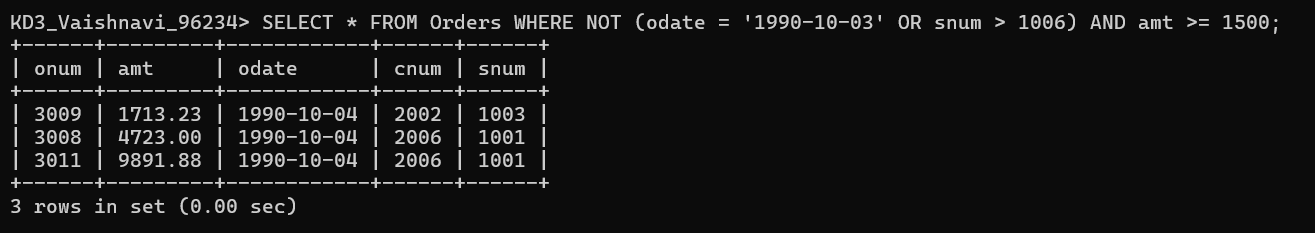 KD3_Vaishnavi_96234> SELECT * FROM Orders WHERE NOT (odate = '1990-10-03' OR snum > 1006) AND amt >= 1500;
+------+---------+------------+------+------+
| onum | amt     | odate      | cnum | snum |
+------+---------+------------+------+------+
| 3009 | 1713.23 | 1990-10-04 | 2002 | 1003 |
| 3008 | 4723.00 | 1990-10-04 | 2006 | 1001 |
| 3011 | 9891.88 | 1990-10-04 | 2006 | 1001 |
+------+---------+------------+------+------+
3 rows in set (0.00 sec)